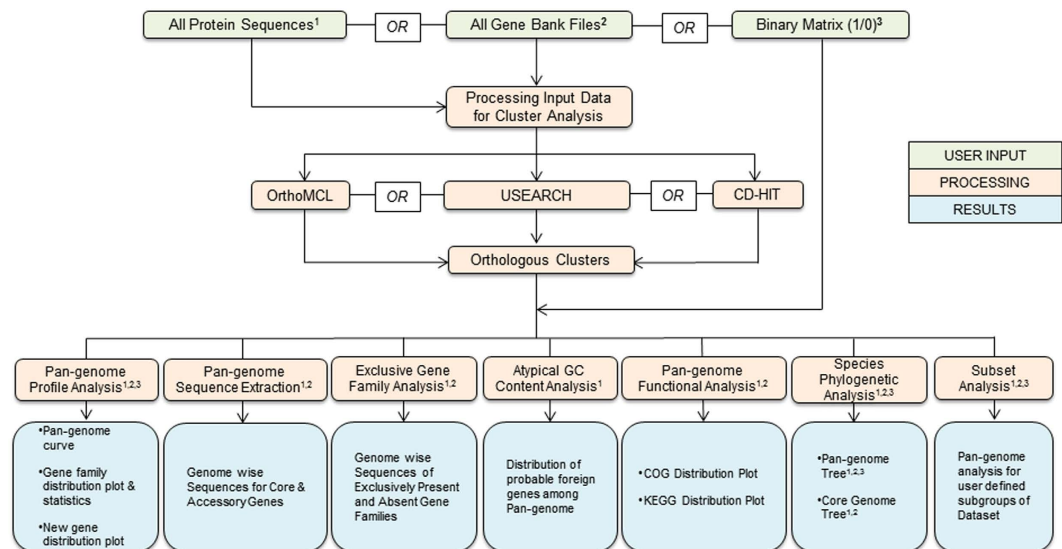 All Protein Sequences¹
OR
All Gene Bank Files²
OR
Binary Matrix (1/0)³
Processing Input Data
for Cluster Analysis
USER INPUT
PROCESSING
RESULTS
OrthoMCL
OR
USEARCH
OR
CD-HIT
Orthologous Clusters
Pan-genome
Profile Analysis¹,²,³
Pan-genome
Sequence Extraction¹,²
Exclusive Gene
Family Analysis¹,²
Atypical GC
Content Analysis¹
Pan-genome
Functional Analysis¹,²
Species
Phylogenetic
Analysis¹,²,³
Subset
Analysis¹,²,³
•Pan-genome
curve
•Gene family
distribution plot &
statistics
•New gene
distribution plot
Genome wise
Sequences for Core &
Accessory Genes
Genome wise
Sequences of
Exclusively Present
and Absent Gene
Families
Distribution of
probable foreign
genes among
Pan-genome
•COG Distribution Plot
•KEGG Distribution Plot
•Pan-genome
Tree¹,²,³
•Core Genome
Tree¹,²
Pan-genome
analysis for
user defined
subgroups of
Dataset